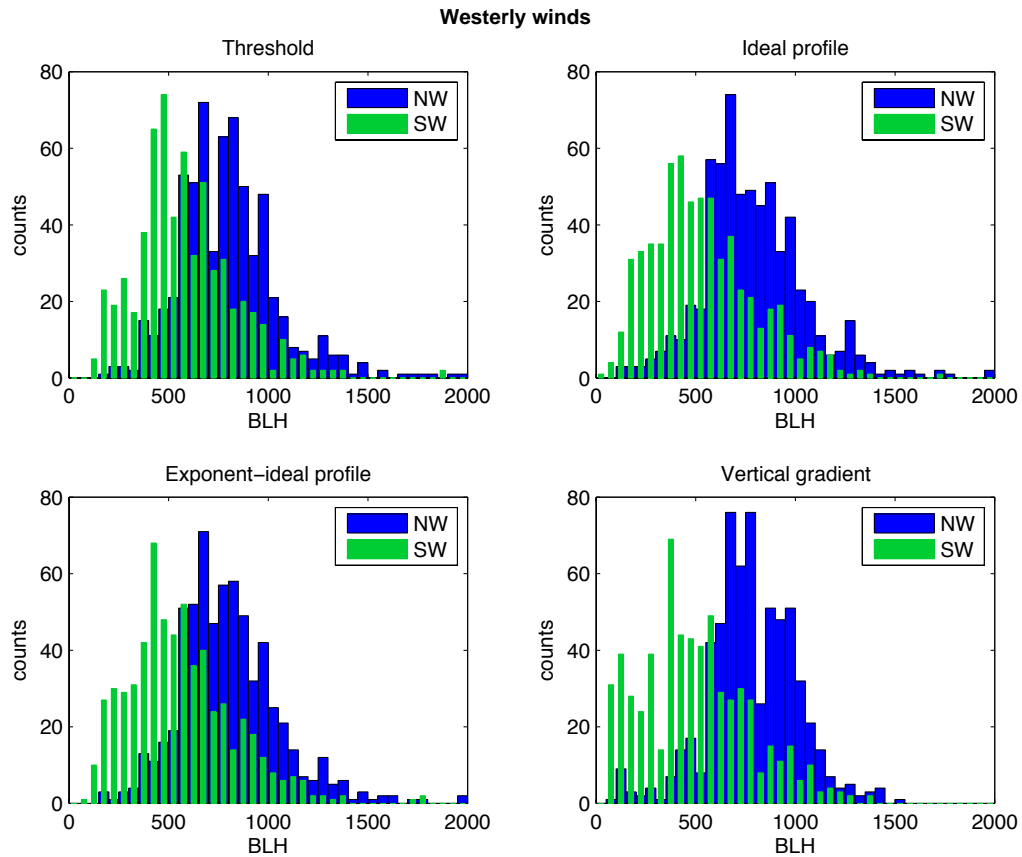 Westerly winds
Threshold
80
60
40
20
0
counts
0 500 1000 1500 2000
BLH
NW
SW
Ideal profile
80
60
40
20
0
counts
0 500 1000 1500 2000
BLH
NW
SW
Exponent−ideal profile
80
60
40
20
0
counts
0 500 1000 1500 2000
BLH
NW
SW
Vertical gradient
80
60
40
20
0
counts
0 500 1000 1500 2000
BLH
NW
SW